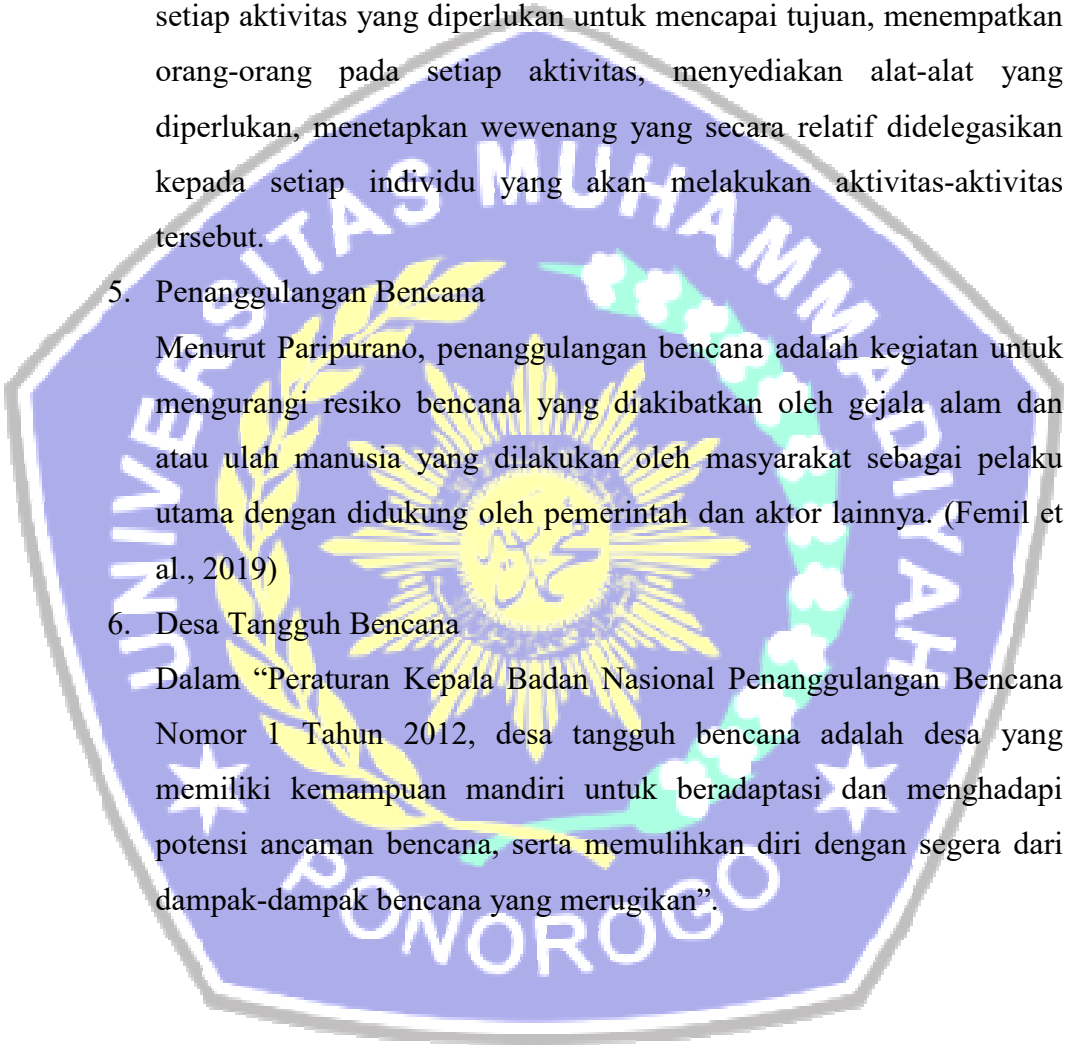 setiap aktivitas yang diperlukan untuk mencapai tujuan, menempatkan
orang-orang pada setiap aktivitas, menyediakan alat-alat yang
diperlukan, menetapkan wewenang yang secara relatif didelegasikan
kepada setiap individu yang akan melakukan aktivitas-aktivitas
tersebut.
5. Penanggulangan Bencana
Menurut Paripurano, penanggulangan bencana adalah kegiatan untuk
mengurangi resiko bencana yang diakibatkan oleh gejala alam dan
atau ulah manusia yang dilakukan oleh masyarakat sebagai pelaku
utama dengan didukung oleh pemerintah dan aktor lainnya. (Femil et
al., 2019)
6. Desa Tangguh Bencana
Dalam “Peraturan Kepala Badan Nasional Penanggulangan Bencana
Nomor 1 Tahun 2012, desa tangguh bencana adalah desa yang
memiliki kemampuan mandiri untuk beradaptasi dan menghadapi
potensi ancaman bencana, serta memulihkan diri dengan segera dari
dampak-dampak bencana yang merugikan”.
UNIVERSITAS MUHAMMADIYAH
PONOROGO